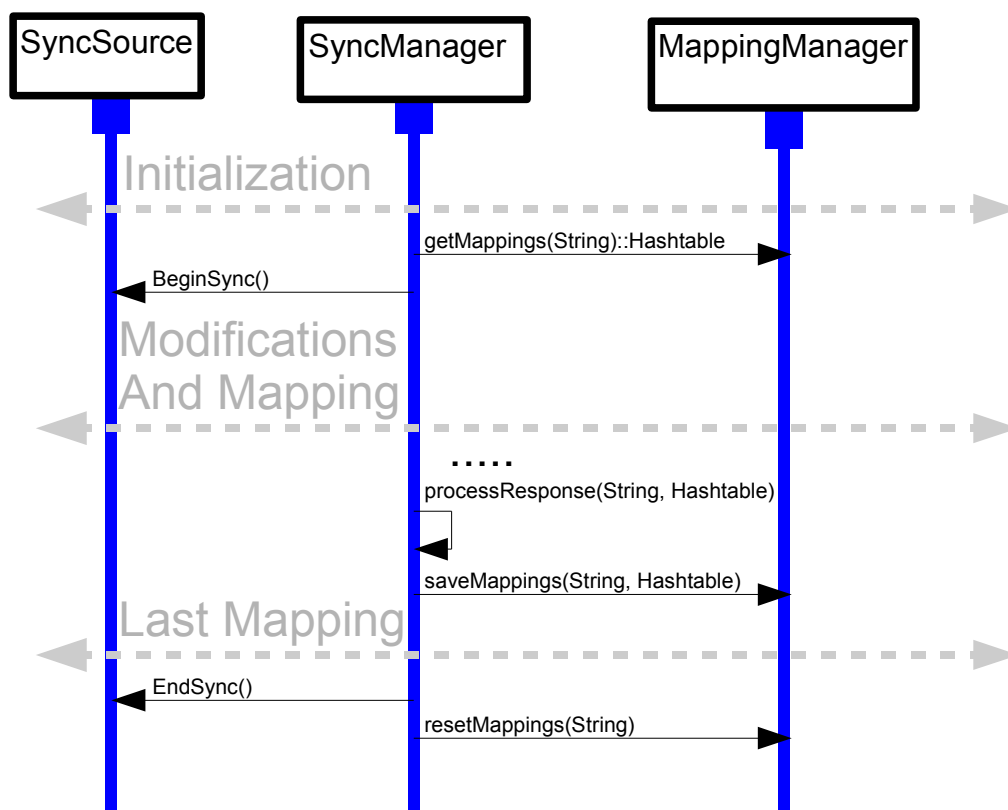 SyncSource
SyncManager
MappingManager
Initialization
getMappings(String)::Hashtable
BeginSync()
Modifications
And Mapping
.....
processResponse(String, Hashtable)
saveMappings(String, Hashtable)
Last Mapping
EndSync()
resetMappings(String)